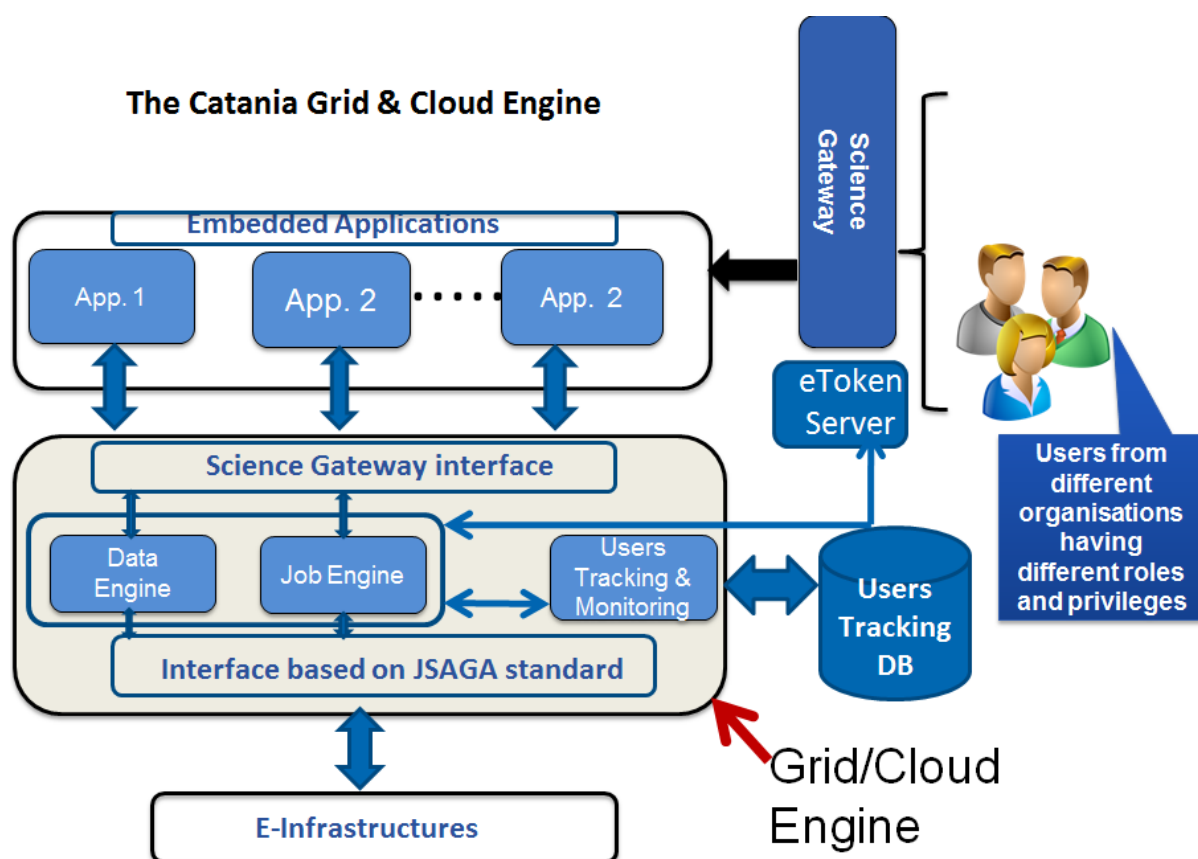 The Catania Grid & Cloud Engine
Science
Gateway
Embedded Applications
App. 1
App. 2
App. 2
eToken
Server
Users from
different
organisations
having
different roles
and privileges
Science Gateway interface
Data
Engine
Job Engine
Users
Tracking &
Monitoring
Users
Tracking
DB
Interface based on JSAGA standard
Grid/Cloud
Engine
E-Infrastructures